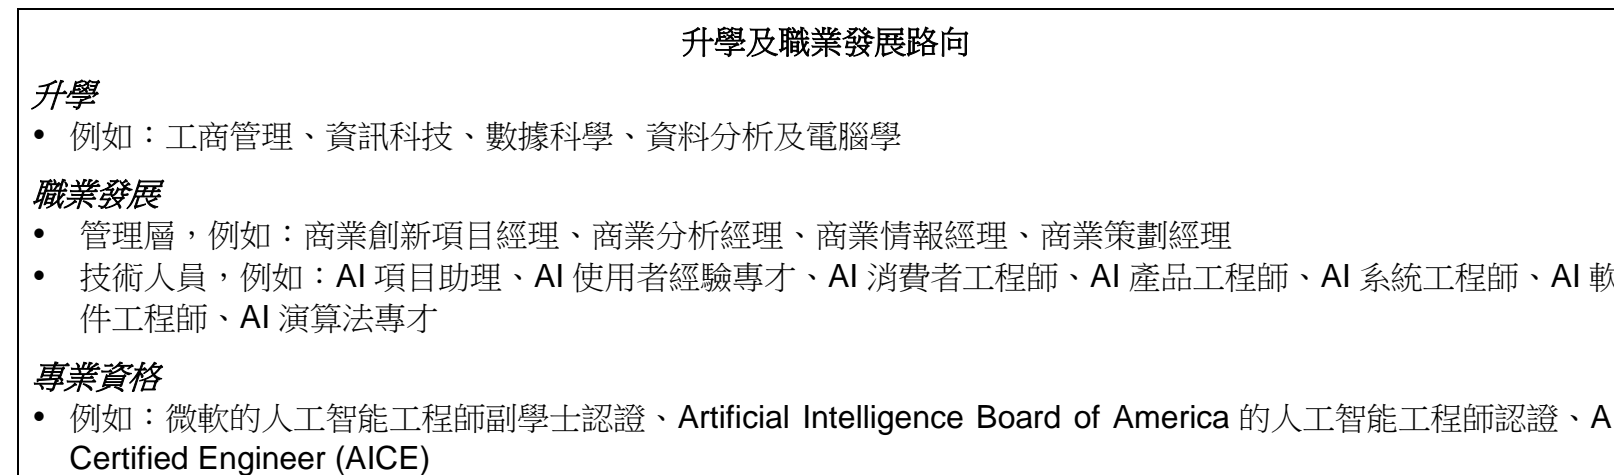 升學及職業發展路向
升學
• 例如：工商管理、資訊科技、數據科學、資料分析及電腦學
職業發展
• 管理層，例如：商業創新項目經理、商業分析經理、商業情報經理、商業策劃經理
• 技術人員，例如：AI 項目助理、AI 使用者經驗專才、AI 消費者工程師、AI 產品工程師、AI 系統工程師、AI 軟
件工程師、AI 演算法專才
專業資格
• 例如：微軟的人工智能工程師副學士認證、Artificial Intelligence Board of America 的人工智能工程師認證、
Certified Engineer (AICE)